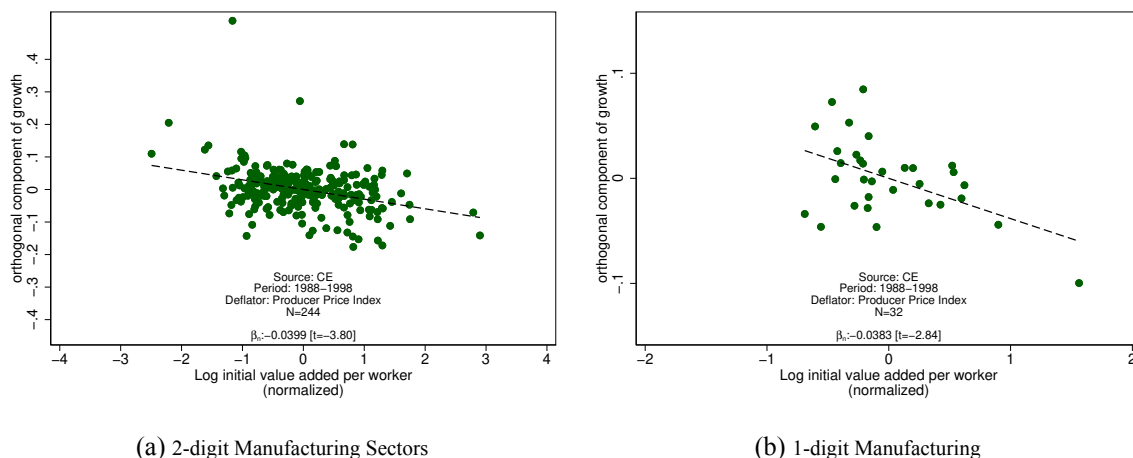 orthogonal component of growth
.4
.3
.2
.1
0
-.1
-.2
-.3
-.4
Source: CE
Period: 1988−1998
Deflator: Producer Price Index
N=244
βₙ:−0.0399 [t=−3.80]
−4 −3 −2 −1 0 1 2 3 4
Log initial value added per worker
(normalized)
(a) 2-digit Manufacturing Sectors
orthogonal component of growth
.1
0
-.1
Source: CE
Period: 1988−1998
Deflator: Producer Price Index
N=32
βₙ:−0.0383 [t=−2.84]
−2 −1 0 1 2
Log initial value added per worker
(normalized)
(b) 1-digit Manufacturing